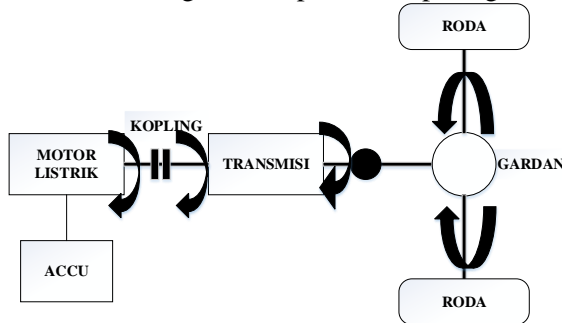 RODA
KOPLING
MOTOR
LISTRIK
TRANSMISI
GARDAN
ACCU
RODA